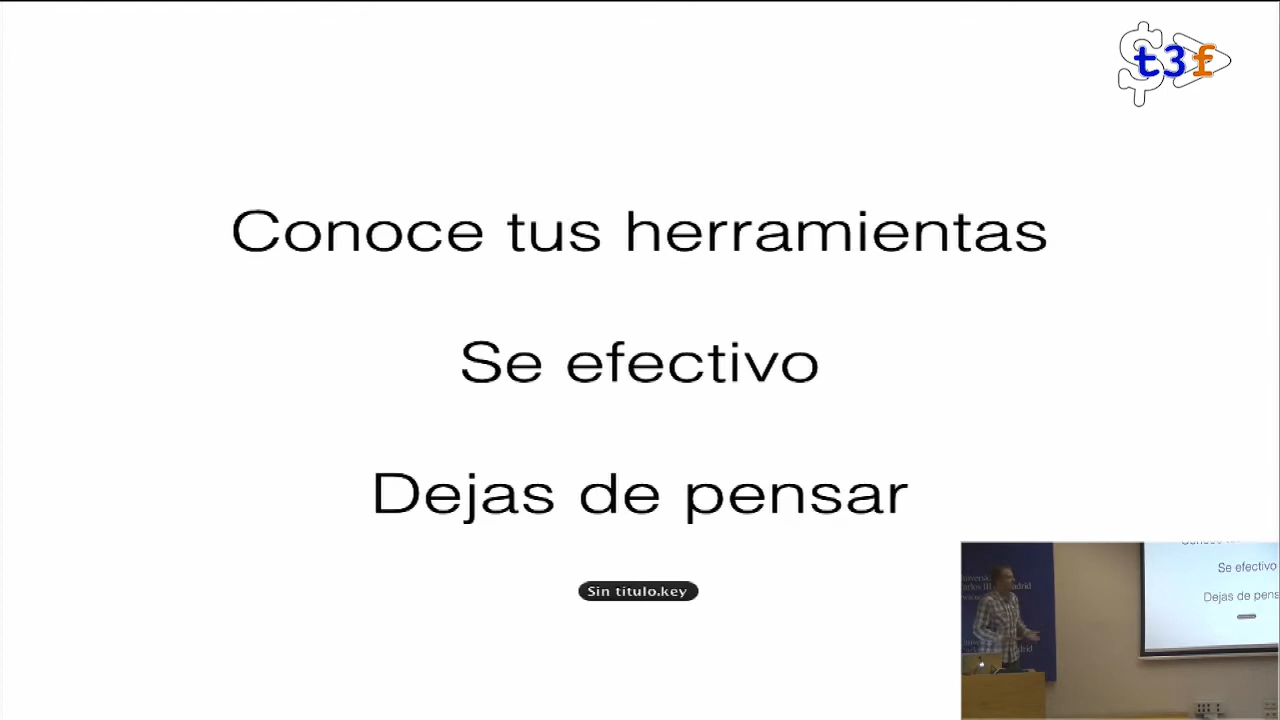 t3f
Conoce tus herramientas
Se efectivo
Dejas de pensar
Sin titulo.key
Se efectivo
Dejas de pens